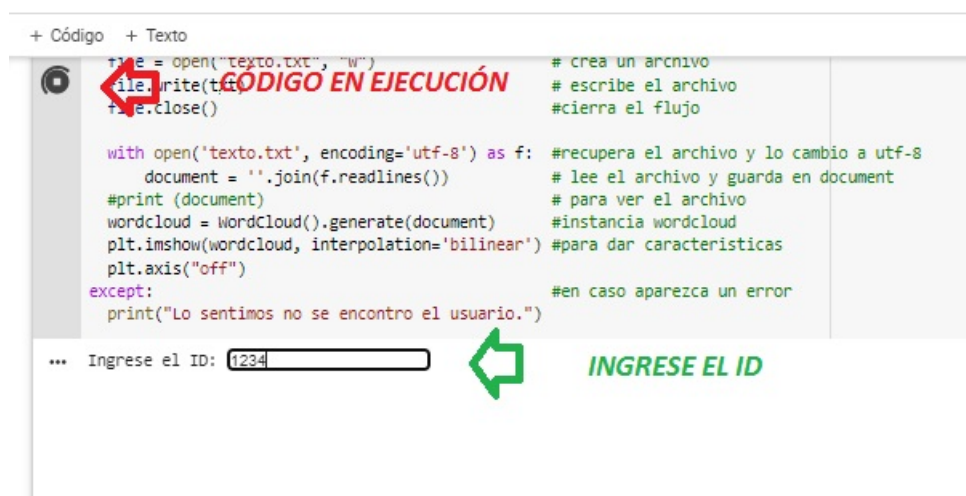 + Código + Texto
file = open("texto.txt", "w") # crea un archivo
CÓDIGO EN EJECUCIÓN
file.write(txt) # escribe el archivo
file.close() #cierra el flujo
with open('texto.txt', encoding='utf-8') as f: #recupera el archivo y lo cambio a utf-8
document = ''.join(f.readlines()) # lee el archivo y guarda en document
#print (document) # para ver el archivo
wordcloud = WordCloud().generate(document) #instancia wordcloud
plt.imshow(wordcloud, interpolation='bilinear') #para dar caracteristicas
plt.axis("off")
except: #en caso aparezca un error
print("Lo sentimos no se encontro el usuario.")
... Ingrese el ID: 1234
INGRESE EL ID